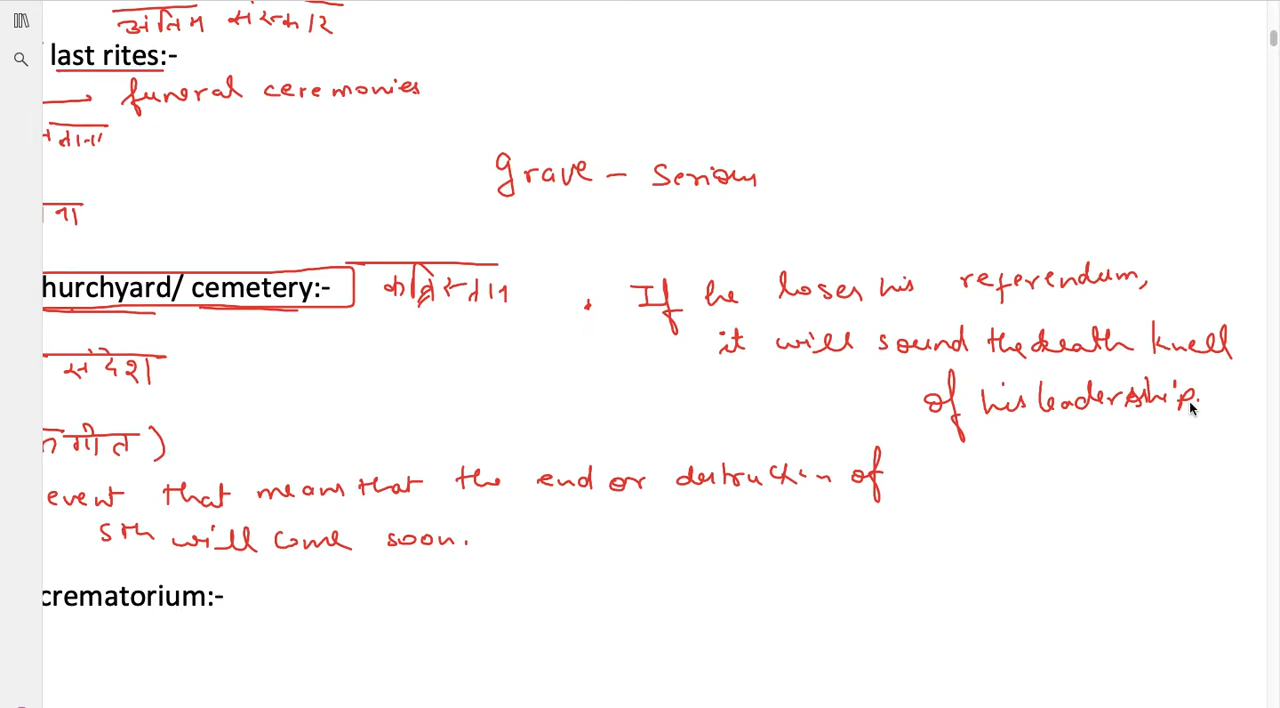 अंतिम संस्कार
last rites:-
funeral ceremonies
grave - serious
hurchyard/ cemetery:- कब्रिस्तान
. If he loses his referendum,
it will sound the death knell
संदेश
of his leadership.
गीत )
event that means that the end or destruction of
sth will come soon.
crematorium:-